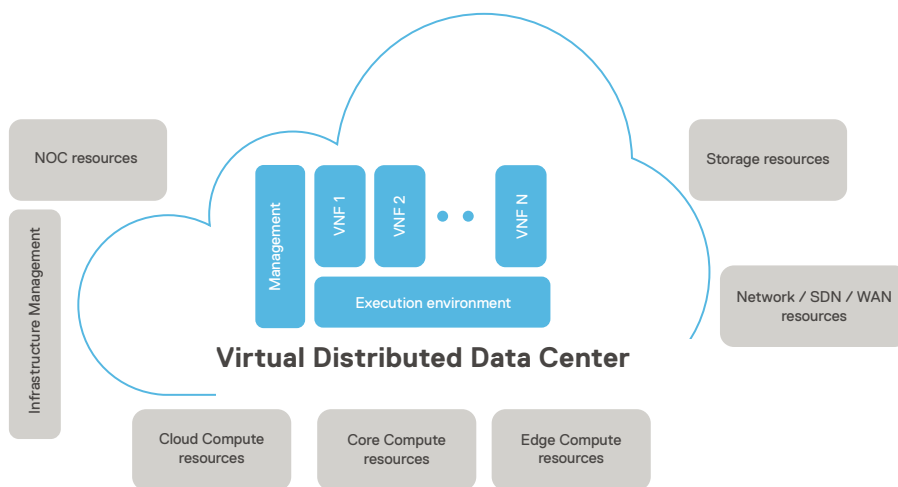 NOC resources
Storage resources
Management
VNF 1
VNF 2
VNF N
Infrastructure Management
Execution environment
Network / SDN / WAN
resources
Virtual Distributed Data Center
Cloud Compute
resources
Core Compute
resources
Edge Compute
resources